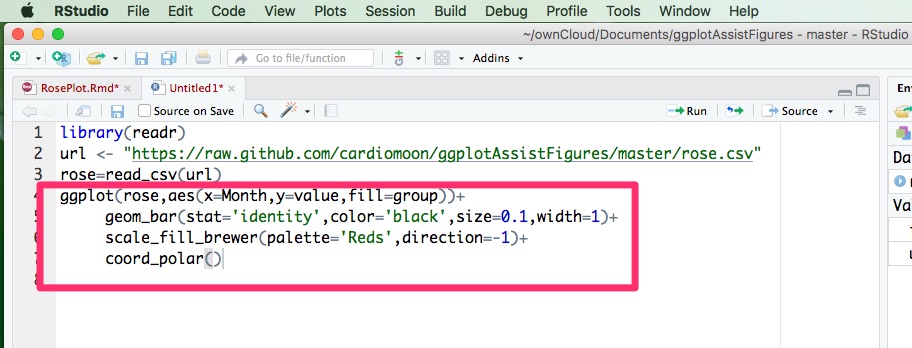 RStudio File Edit Code View Plots Session Build Debug Profile Tools Window Help
~/ownCloud/Documents/ggplotAssistFigures - master - RStudio
Go to file/function Addins
RosePlot.Rmd* Untitled1* En
Source on Save Run Source
1 library(readr)
2 url <- "https://raw.github.com/cardiomoon/ggplotAssistFigures/master/rose.csv"
3 rose=read_csv(url)
4 ggplot(rose,aes(x=Month,y=value,fill=group))+
5 geom_bar(stat='identity',color='black',size=0.1,width=1)+
6 scale_fill_brewer(palette='Reds',direction=-1)+
7 coord_polar()
8
Da
Va